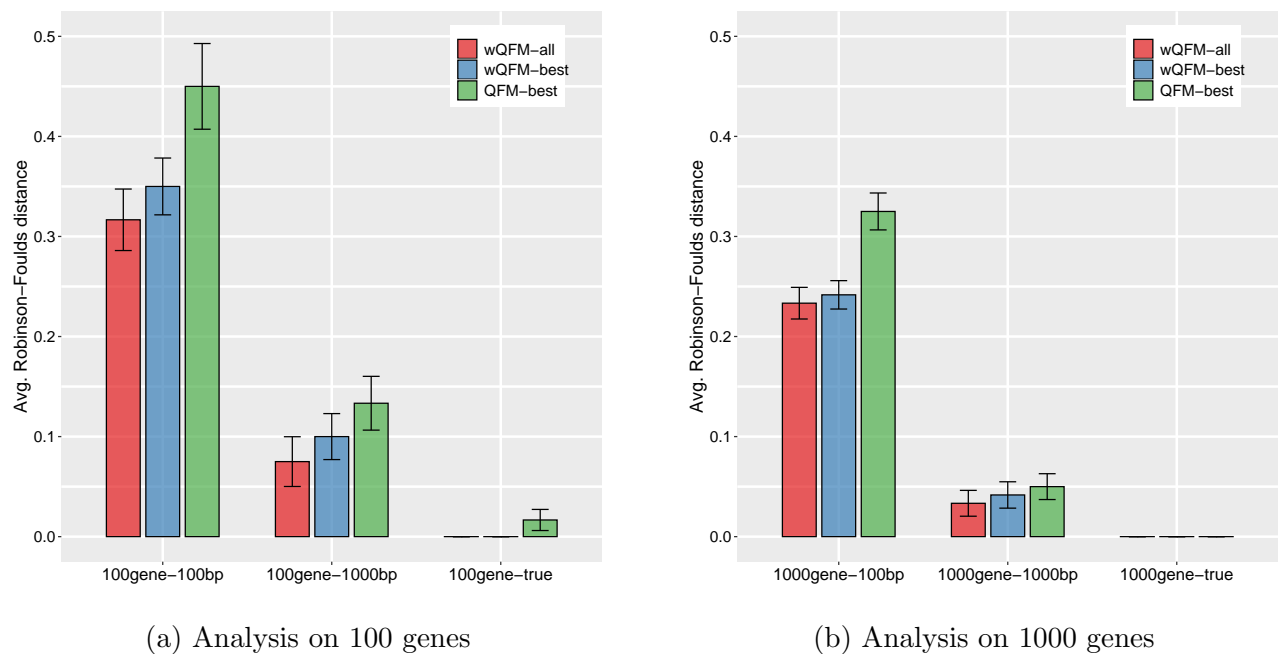 Avg. Robinson−Foulds distance
0.5
0.4
0.3
0.2
0.1
0.0
wQFM−all
wQFM−best
QFM−best
100gene−100bp
100gene−1000bp
100gene−true
(a) Analysis on 100 genes
Avg. Robinson−Foulds distance
0.5
0.4
0.3
0.2
0.1
0.0
wQFM−all
wQFM−best
QFM−best
1000gene−100bp
1000gene−1000bp
1000gene−true
(b) Analysis on 1000 genes